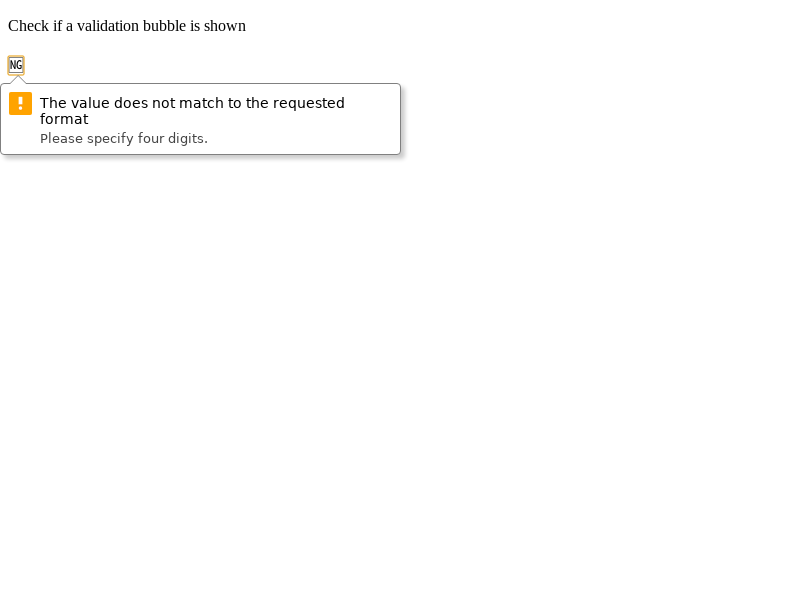 Check if a validation bubble is shown
NG
The value does not match to the requested
format
Please specify four digits.